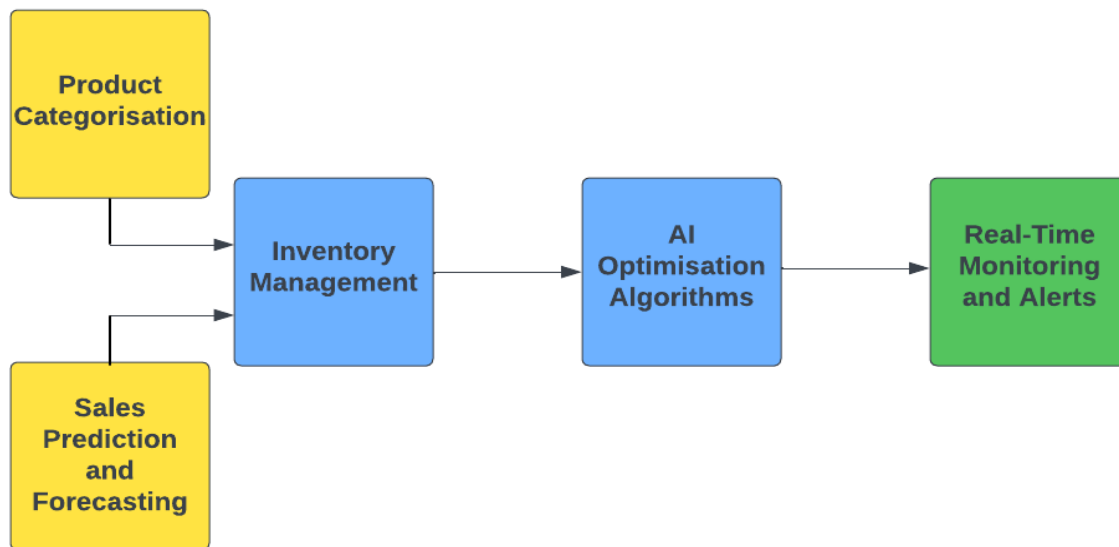 Product
Categorisation
Inventory
Management
AI
Optimisation
Algorithms
Real-Time
Monitoring
and Alerts
Sales
Prediction
and
Forecasting